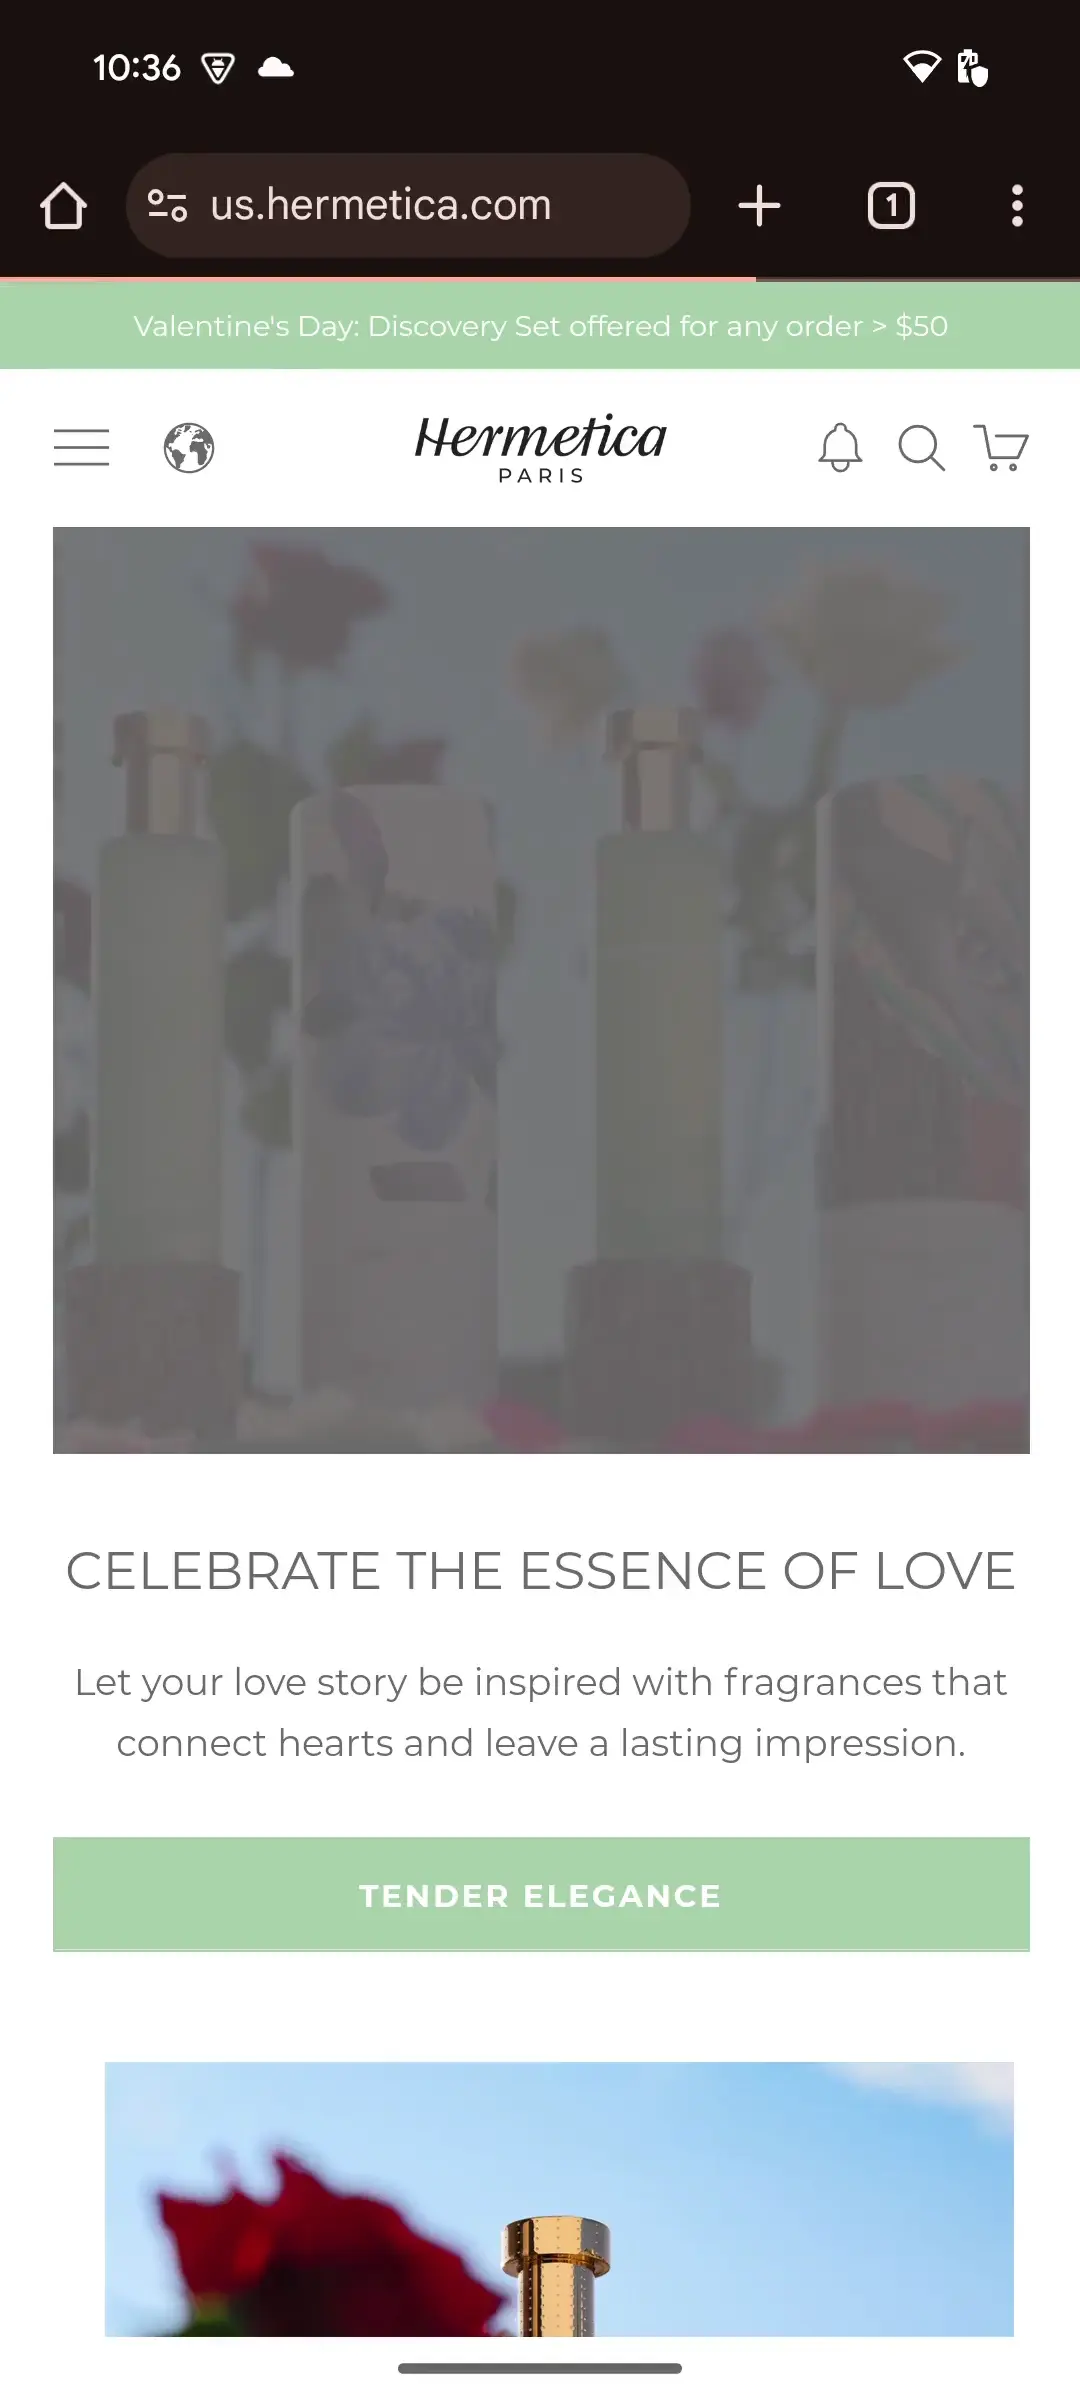 10:36
us.hermetica.com
1
Valentine's Day: Discovery Set offered for any order > $50
Hermetica
PARIS
CELEBRATE THE ESSENCE OF LOVE
Let your love story be inspired with fragrances that
connect hearts and leave a lasting impression.
TENDER ELEGANCE